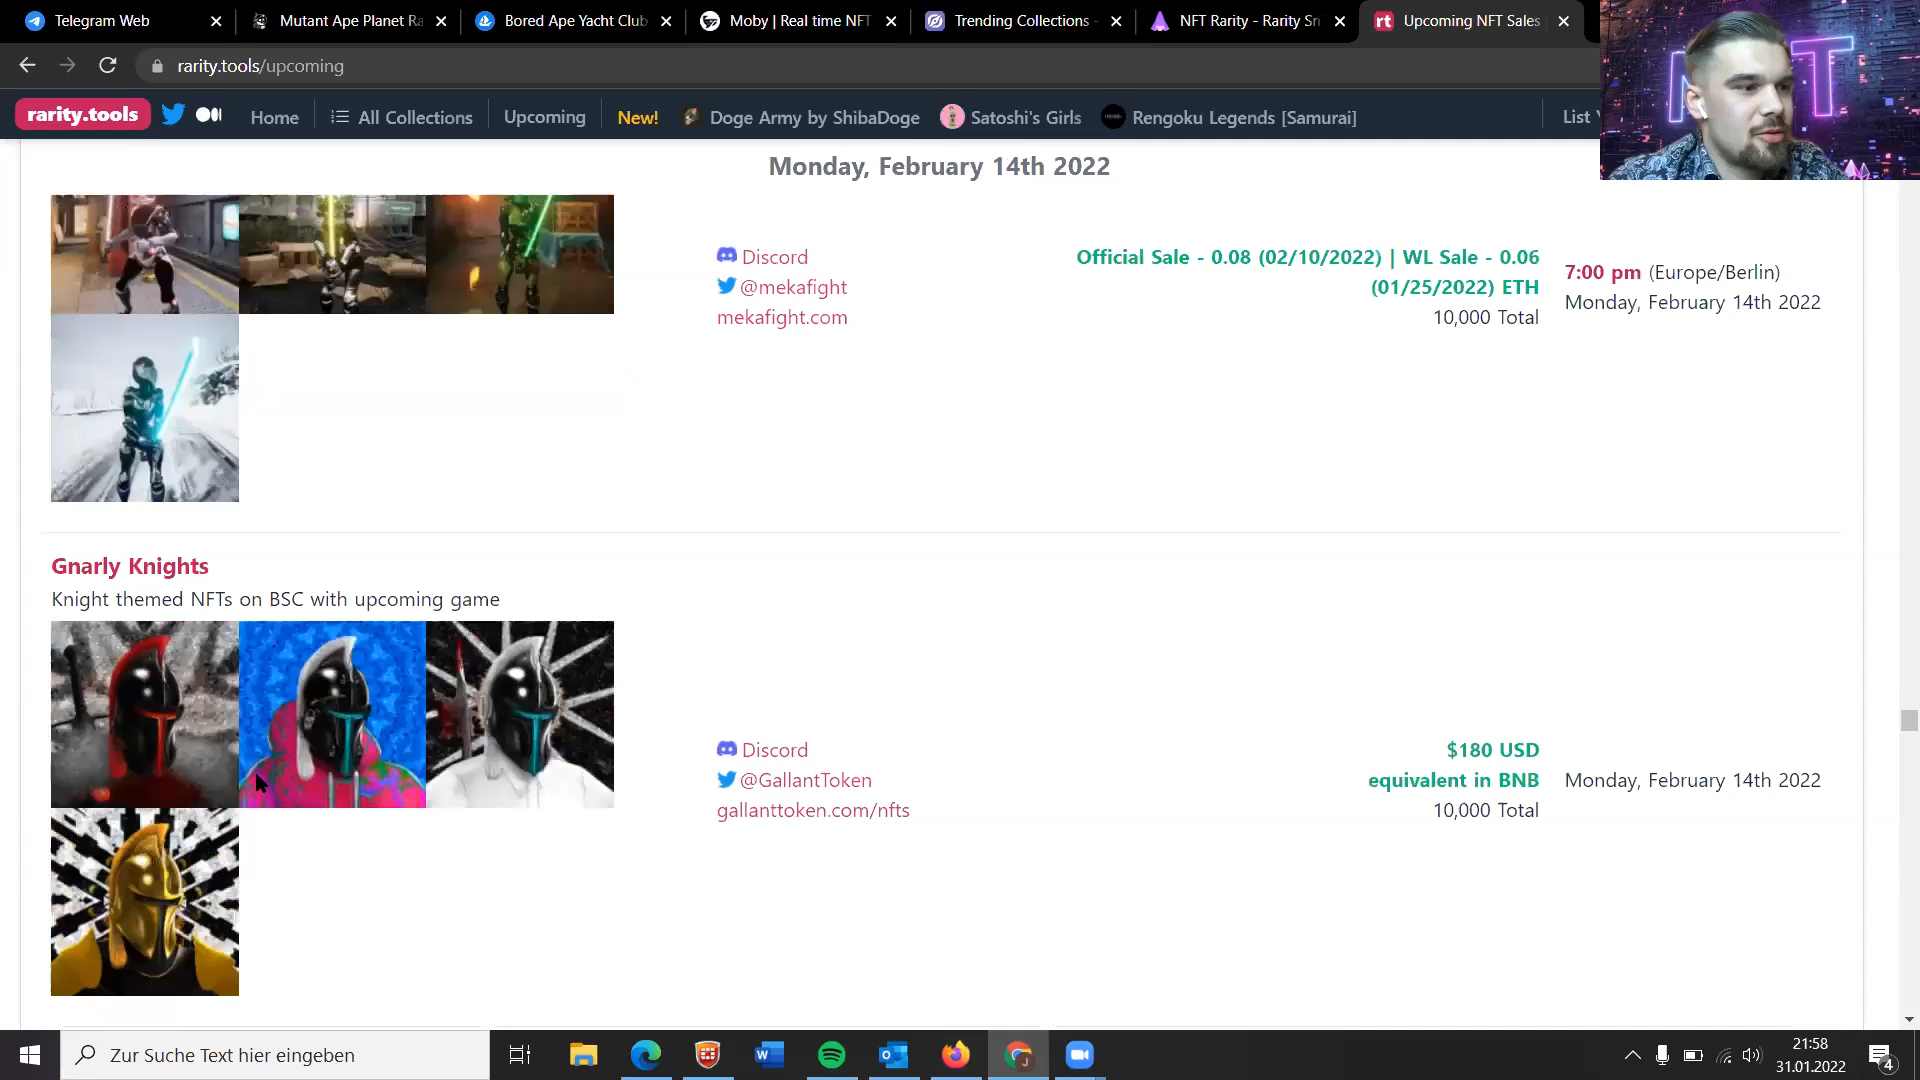 Telegram Web
Mutant Ape Planet Ra
Bored Ape Yacht Club
Moby | Real time NFT
Trending Collections -
NFT Rarity - Rarity Sn
Upcoming NFT Sales
rarity.tools/upcoming
rarity.tools
Home
All Collections
Upcoming
New!
Doge Army by ShibaDoge
Satoshi's Girls
Rengoku Legends [Samurai]
List
Monday, February 14th 2022
Discord
@mekafight
mekafight.com
Official Sale - 0.08 (02/10/2022) | WL Sale - 0.06
(01/25/2022) ETH
10,000 Total
7:00 pm (Europe/Berlin)
Monday, February 14th 2022
Gnarly Knights
Knight themed NFTs on BSC with upcoming game
Discord
@GallantToken
gallanttoken.com/nfts
$180 USD
equivalent in BNB
10,000 Total
Monday, February 14th 2022
Zur Suche Text hier eingeben
21:58
31.01.2022
4